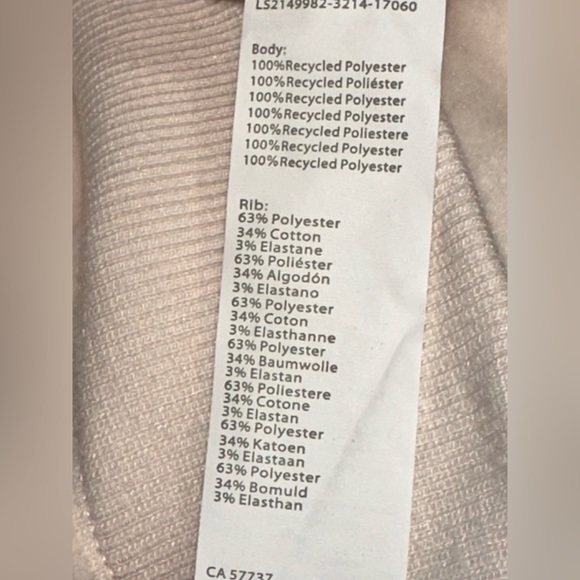 LS2149982-3214-17060
Body:
100%Recycled Polyester
100%Recycled Poliéster
100%Recycled Polyester
100%Recycled Polyester
100%Recycled Poliestere
100%Recycled Polyester
100%Recycled Polyester
Rib:
63% Polyester
34% Cotton
3% Elastane
63% Poliéster
34% Algodón
3% Elastano
63% Polyester
34% Coton
3% Elasthanne
63% Polyester
34% Baumwolle
3% Elastan
63% Poliestere
34% Cotone
3% Elastan
63% Polyester
34% Katoen
3% Elastaan
63% Polyester
34% Bomuld
3% Elasthan
CA 57737